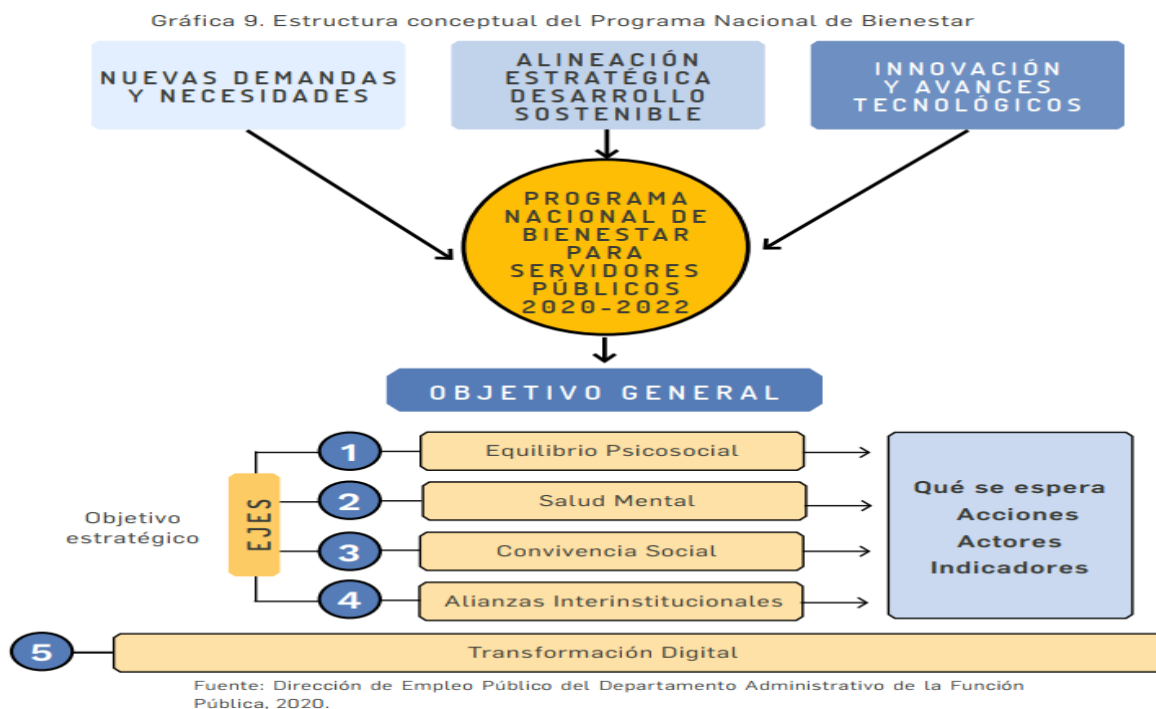 Gráfica 9. Estructura conceptual del Programa Nacional de Bienestar
NUEVAS DEMANDAS
Y NECESIDADES
ALINEACIÓN
ESTRATÉGICA
DESARROLLO
SOSTENIBLE
INNOVACIÓN
Y AVANCES
TECNOLÓGICOS
PROGRAMA
NACIONAL DE
BIENESTAR
PARA
SERVIDORES
PÚBLICOS
2020-2022
OBJETIVO GENERAL
Objetivo
estratégico
EJES
1
Equilibrio Psicosocial
2
Salud Mental
3
Convivencia Social
4
Alianzas Interinstitucionales
Qué se espera
Acciones
Actores
Indicadores
5
Transformación Digital
Fuente: Dirección de Empleo Público del Departamento Administrativo de la Función
Pública, 2020.